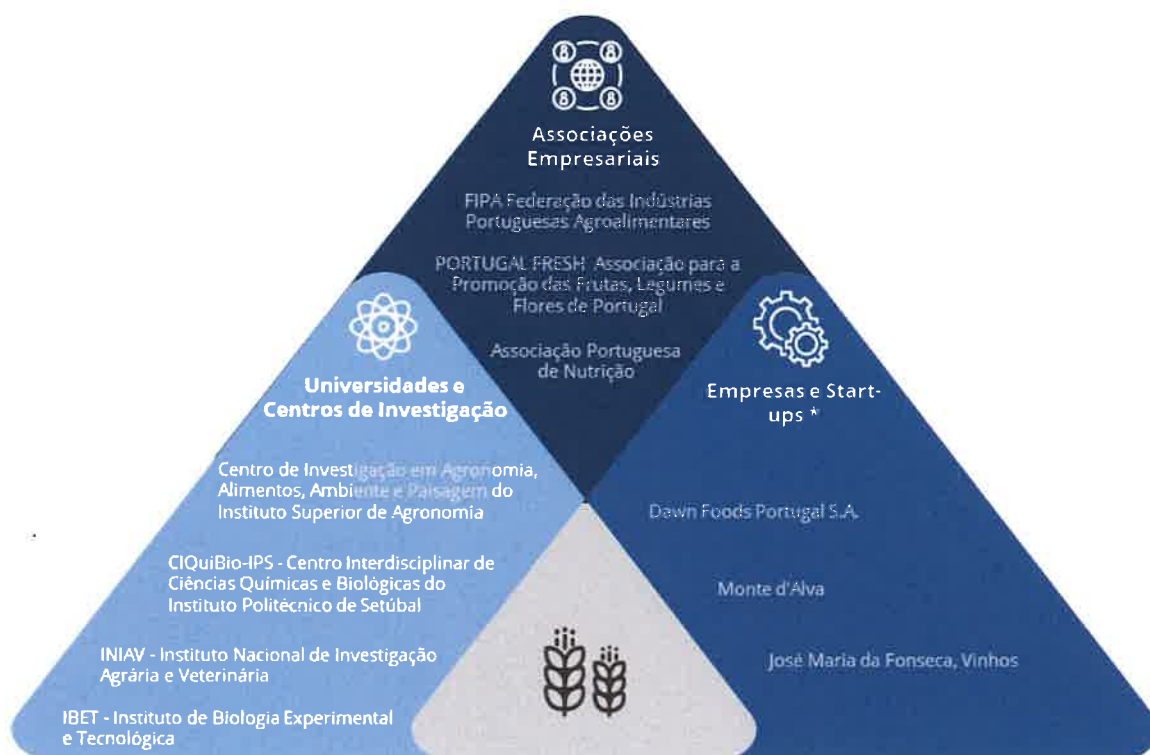 Associações
Empresariais
FIPA Federação das Indústrias
Portuguesas Agroalimentares
PORTUGAL FRESH Associação para a
Promoção das Frutas, Legumes e
Flores de Portugal
Associação Portuguesa
de Nutrição
Universidades e
Centros de Investigação
Centro de Investigação em Agronomia,
Alimentos, Ambiente e Paisagem do
Instituto Superior de Agronomia
CIQuiBio-IPS - Centro Interdisciplinar de
Ciências Químicas e Biológicas do
Instituto Politécnico de Setúbal
INIAV - Instituto Nacional de Investigação
Agrária e Veterinária
IBET - Instituto de Biologia Experimental
e Tecnológica
Empresas e Start-
ups *
Dawn Foods Portugal S.A.
Monte d'Alva
José Maria da Fonseca, Vinhos